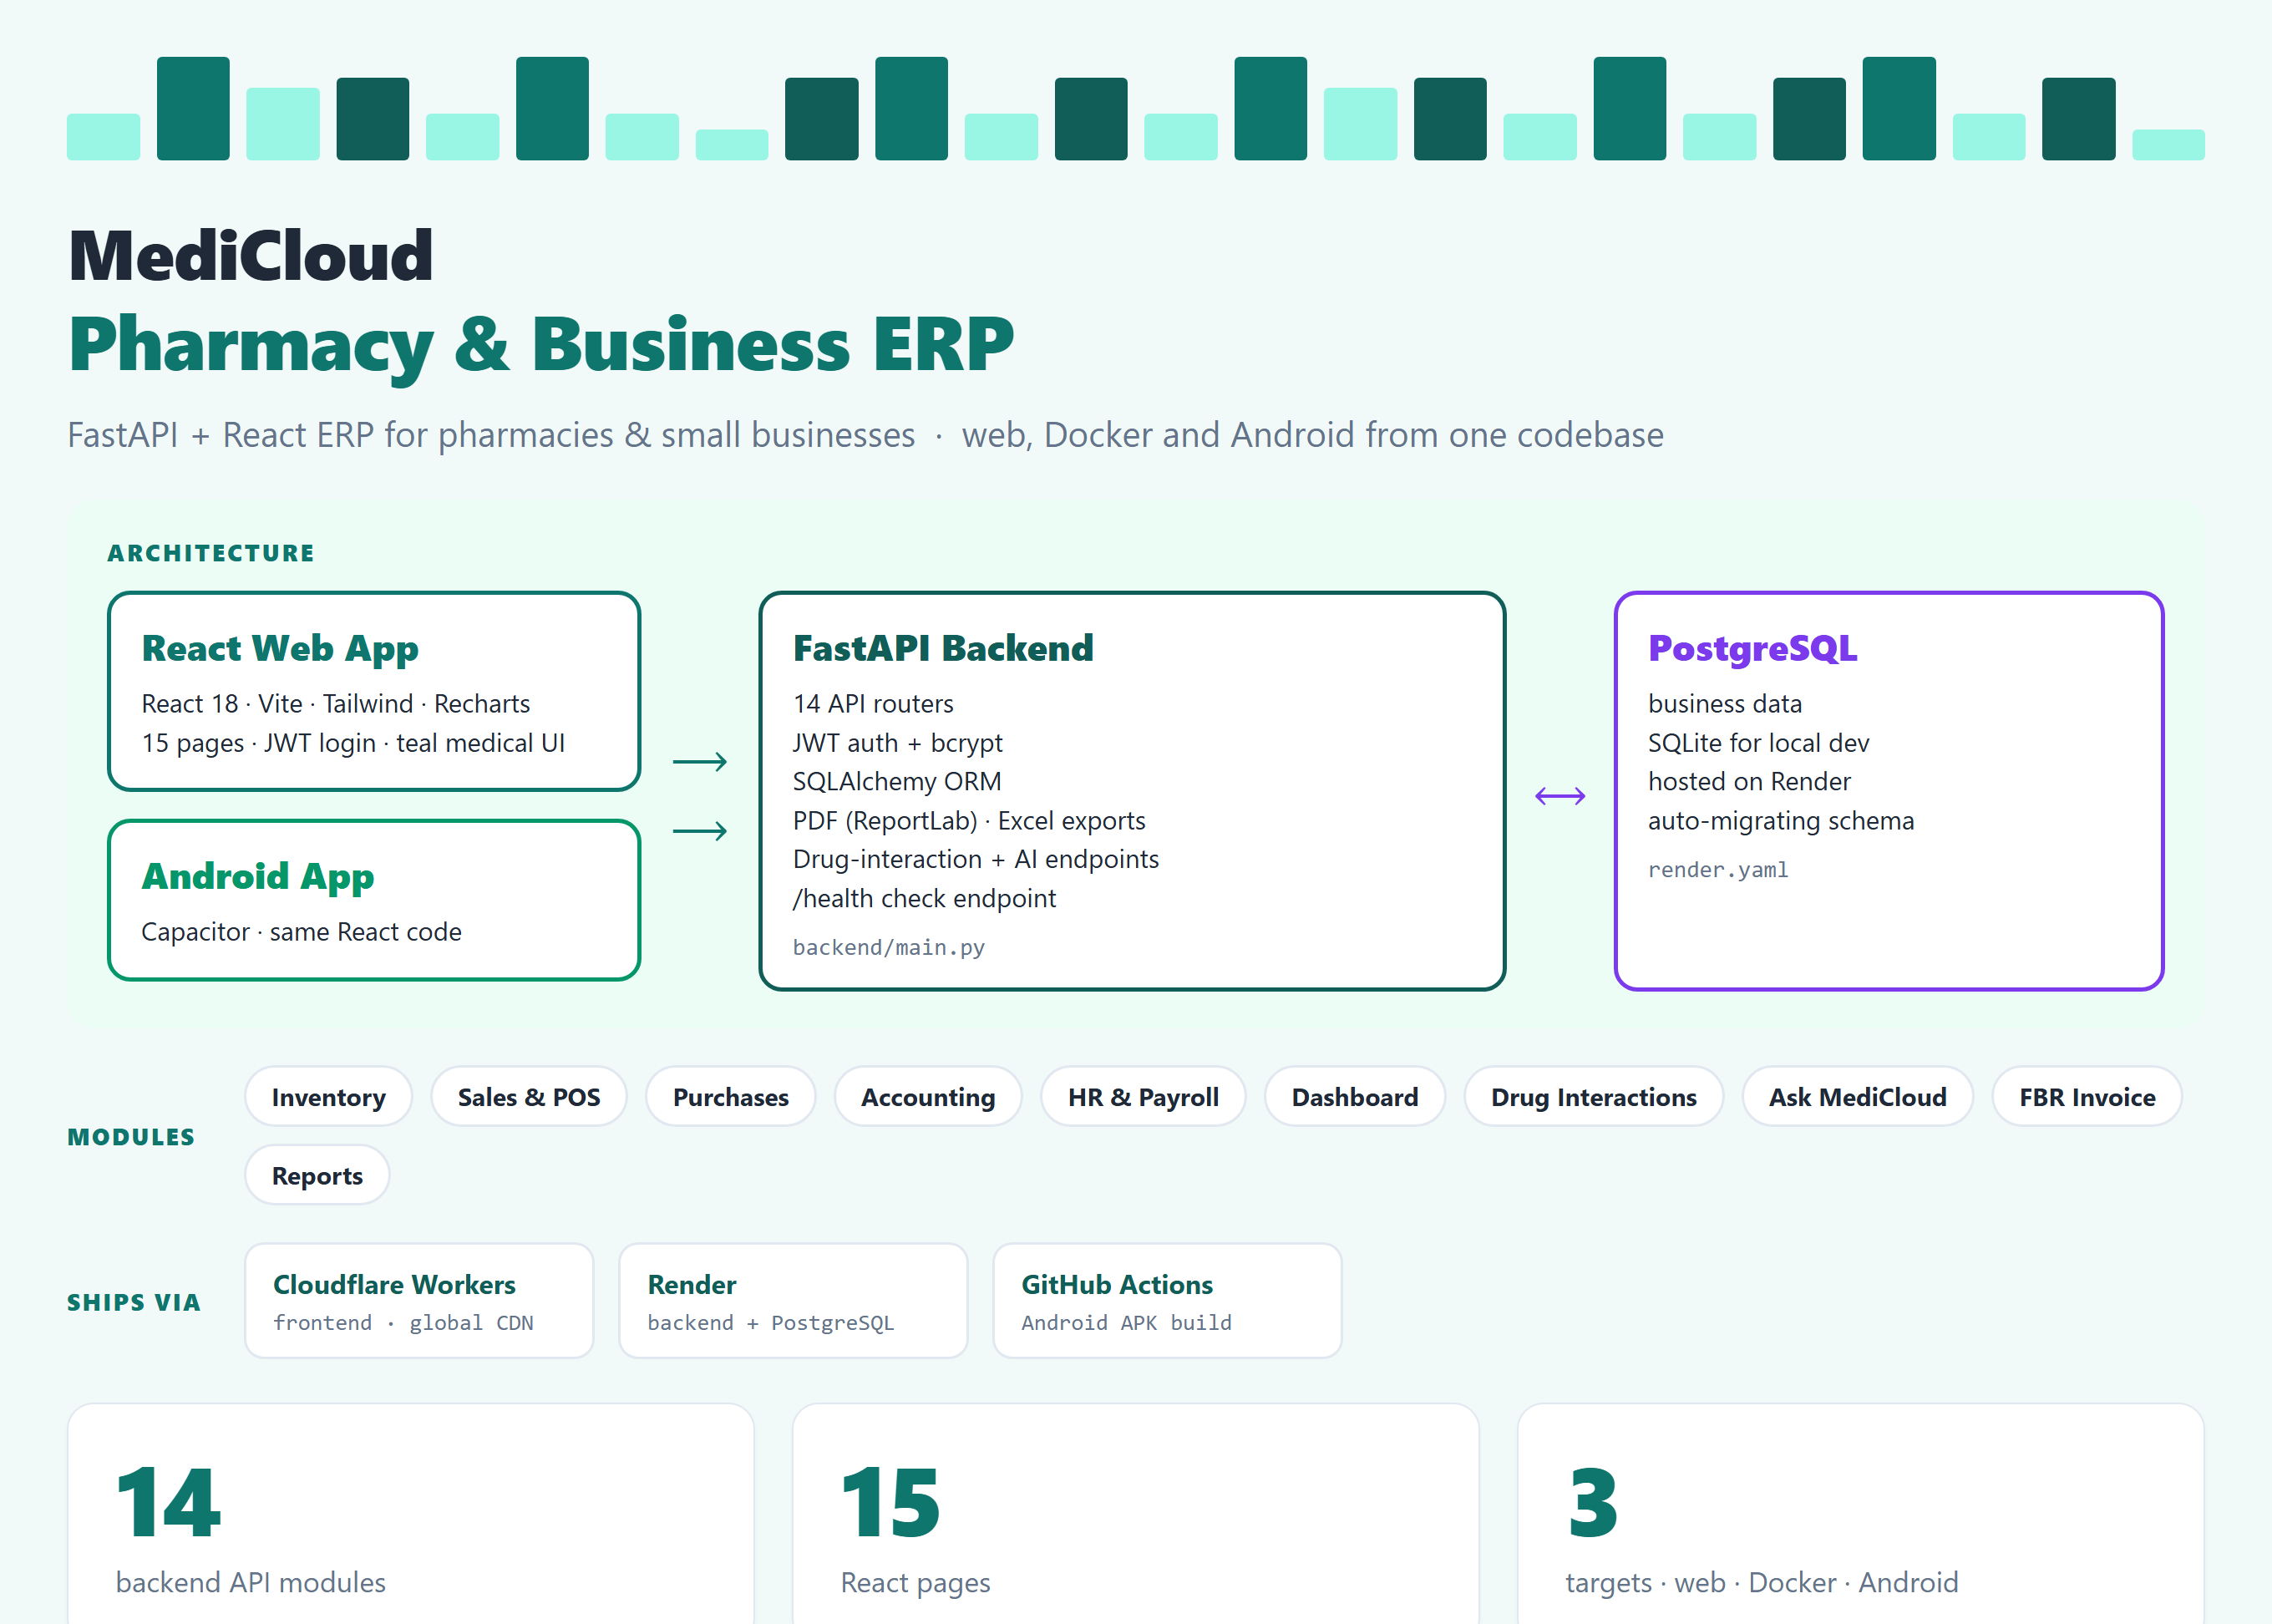 MediCloud
Pharmacy & Business ERP
FastAPI + React ERP for pharmacies & small businesses · web, Docker and Android from one codebase
ARCHITECTURE
React Web App
React 18 · Vite · Tailwind · Recharts
15 pages · JWT login · teal medical UI
Android App
Capacitor · same React code
→
→
FastAPI Backend
14 API routers
JWT auth + bcrypt
SQLAlchemy ORM
PDF (ReportLab) · Excel exports
Drug-interaction + AI endpoints
/health check endpoint
backend/main.py
↔
PostgreSQL
business data
SQLite for local dev
hosted on Render
auto-migrating schema
render.yaml
MODULES
Inventory
Sales & POS
Purchases
Accounting
HR & Payroll
Dashboard
Drug Interactions
Ask MediCloud
FBR Invoice
Reports
SHIPS VIA
Cloudflare Workers
frontend · global CDN
Render
backend + PostgreSQL
GitHub Actions
Android APK build
14
backend API modules
15
React pages
3
targets · web · Docker · Android